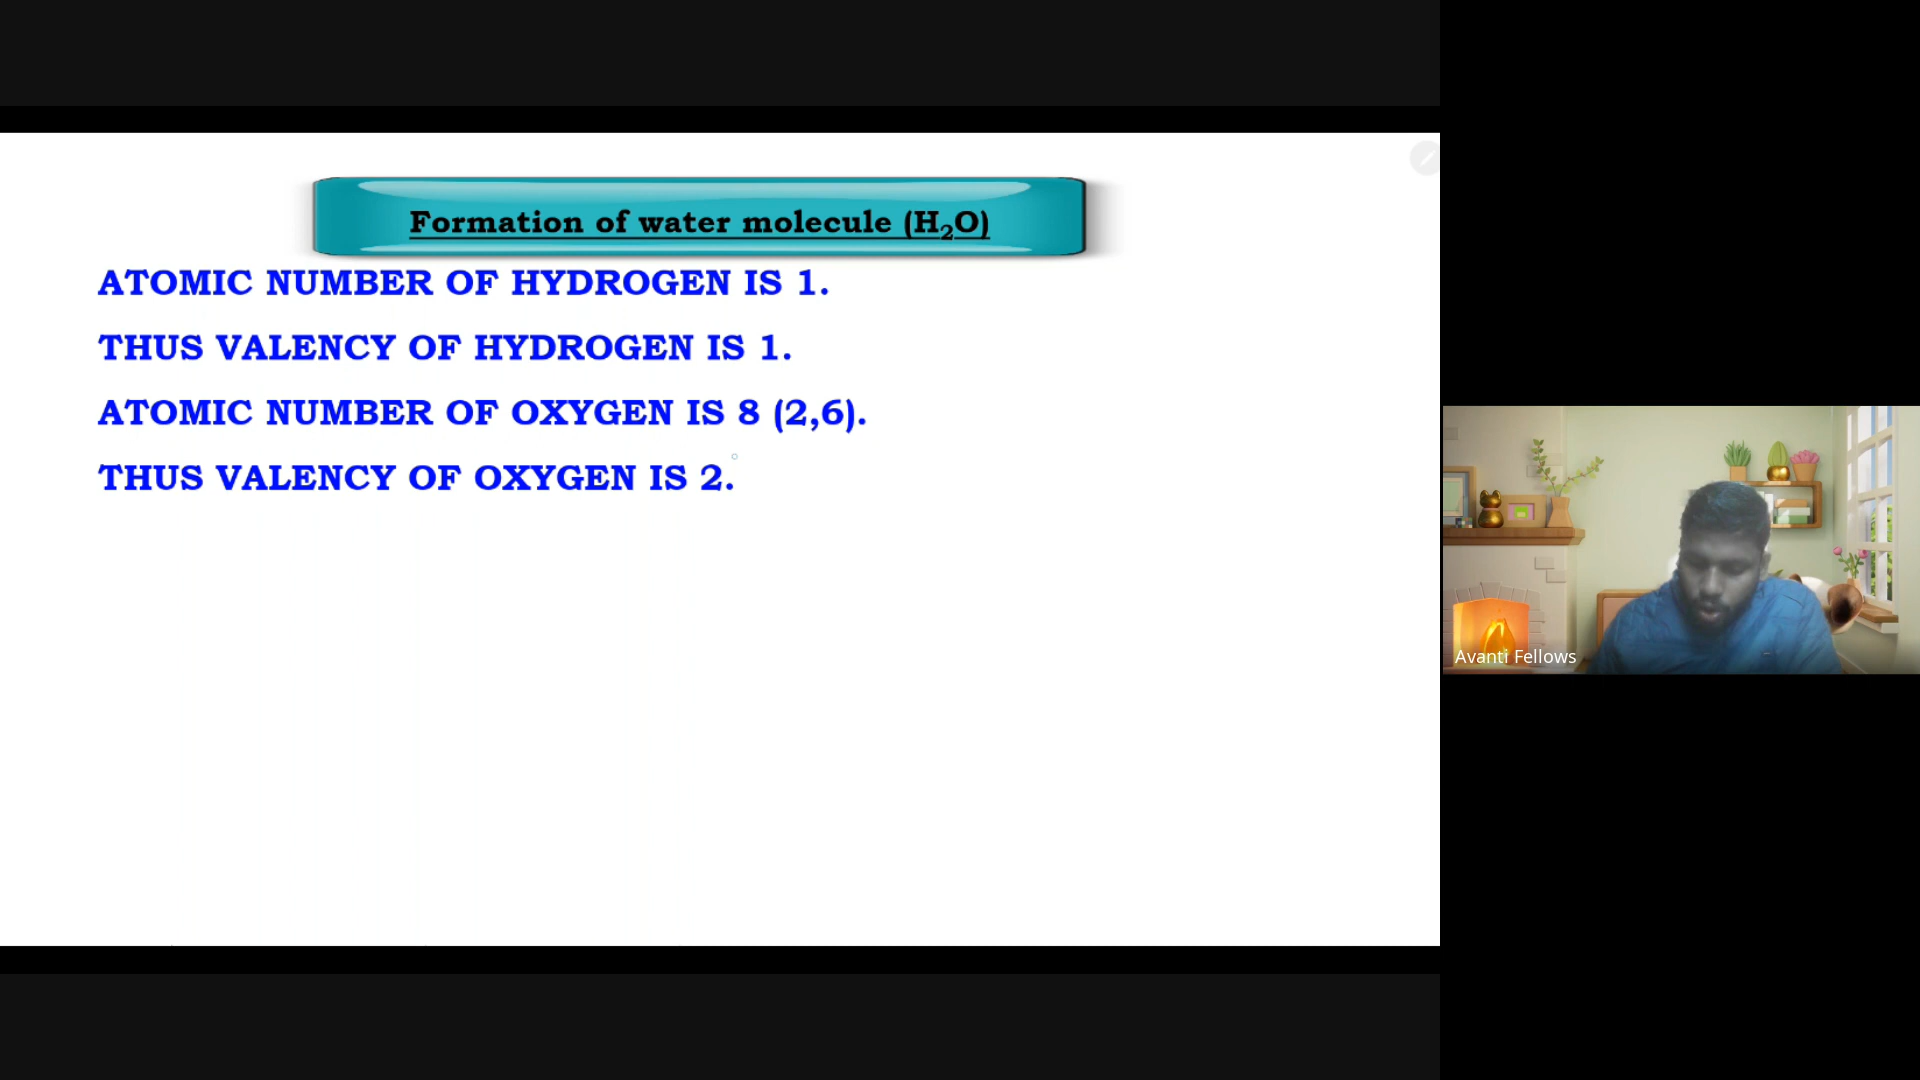 Formation of water molecule (H₂O)
ATOMIC NUMBER OF HYDROGEN IS 1.
THUS VALENCY OF HYDROGEN IS 1.
ATOMIC NUMBER OF OXYGEN IS 8 (2,6).
THUS VALENCY OF OXYGEN IS 2.
Avanti Fellows